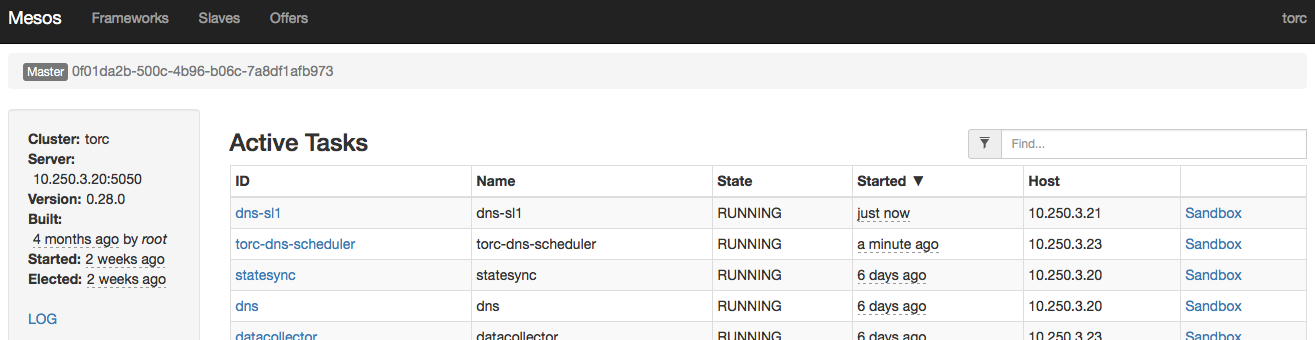 Mesos Frameworks Slaves Offers torc
Master 0f01da2b-500c-4b96-b06c-7a8df1afb973
Cluster: torc
Server:
10.250.3.20:5050
Version: 0.28.0
Built:
4 months ago by root
Started: 2 weeks ago
Elected: 2 weeks ago
LOG
Active Tasks
Find...
ID Name State Started ▼ Host
dns-sl1 dns-sl1 RUNNING just now 10.250.3.21 Sandbox
torc-dns-scheduler torc-dns-scheduler RUNNING a minute ago 10.250.3.23 Sandbox
statesync statesync RUNNING 6 days ago 10.250.3.20 Sandbox
dns dns RUNNING 6 days ago 10.250.3.20 Sandbox
datacollector datacollector RUNNING 6 days ago 10.250.3.23 Sandbox